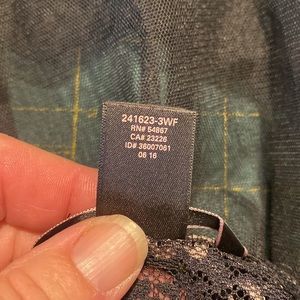 241623-3WF
RN# 54867
CA# 23226
ID# 36007061
08 16